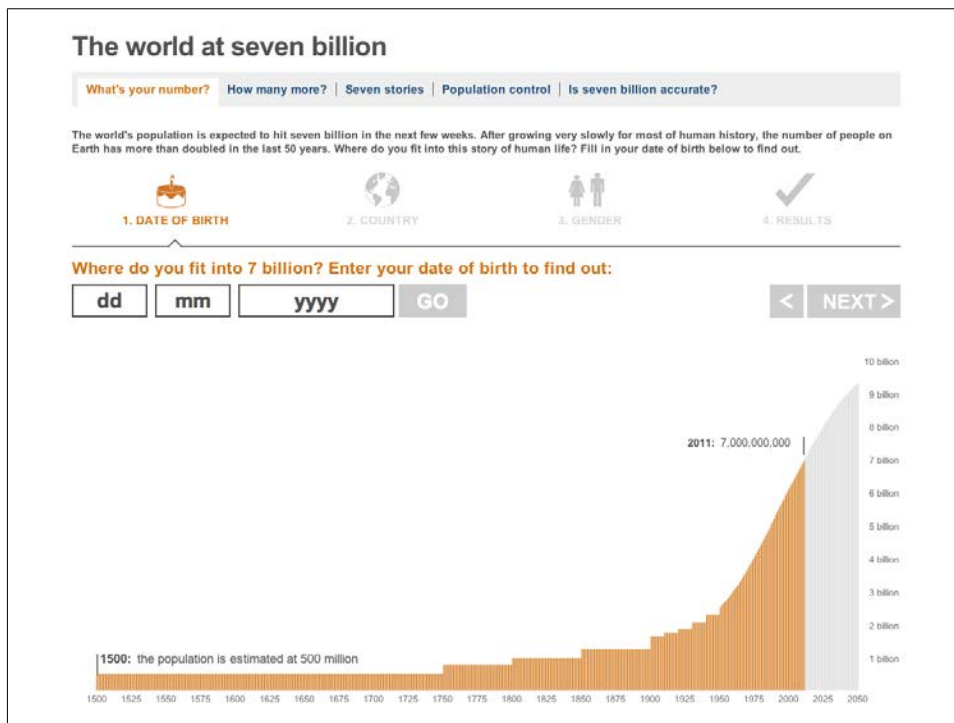 The world at seven billion
What's your number? How many more? Seven stories Population control Is seven billion accurate?
The world's population is expected to hit seven billion in the next few weeks. After growing very slowly for most of human history, the number of people on
Earth has more than doubled in the last 50 years. Where do you fit into this story of human life? Fill in your date of birth below to find out.
1. DATE OF BIRTH 2. COUNTRY 3. GENDER 4. RESULTS
Where do you fit into 7 billion? Enter your date of birth to find out:
dd mm yyyy GO < NEXT >
10 billion
9 billion
8 billion
2011: 7,000,000,000
7 billion
6 billion
5 billion
4 billion
3 billion
2 billion
1500: the population is estimated at 500 million
1 billion
1500 1525 1550 1575 1600 1625 1650 1675 1700 1725 1750 1775 1800 1825 1850 1875 1900 1925 1950 1975 2000 2025 2050